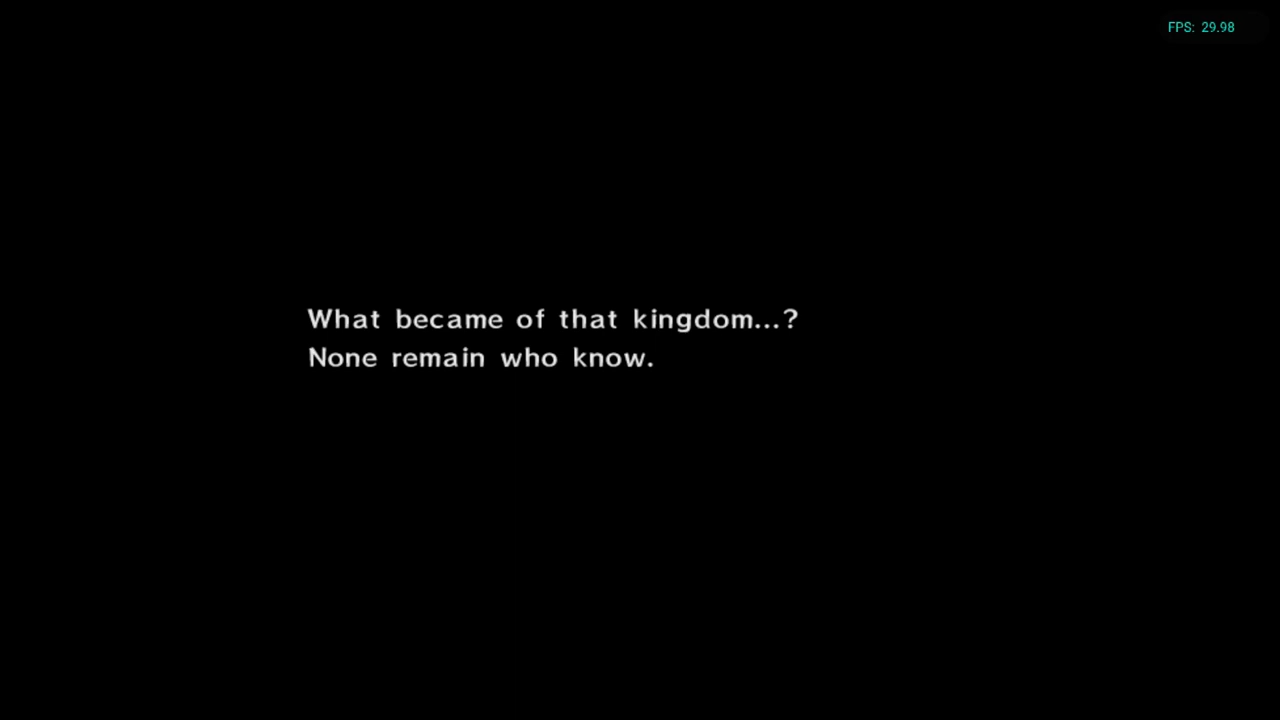 FPS: 29.98
What became of that kingdom...?
None remain who know.